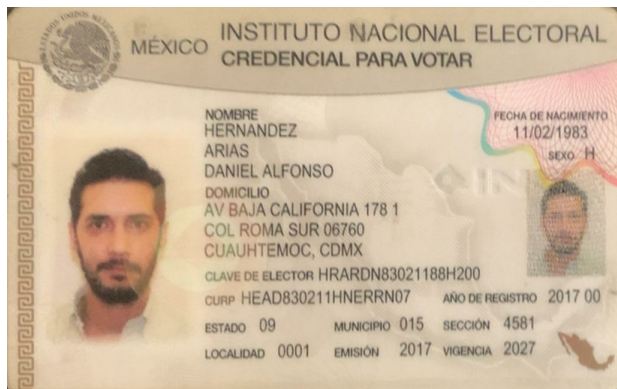 INSTITUTO NACIONAL ELECTORAL
MÉXICO CREDENCIAL PARA VOTAR
NOMBRE
HERNANDEZ
ARIAS
DANIEL ALFONSO
FECHA DE NACIMIENTO
11/02/1983
SEXO H
DOMICILIO
AV BAJA CALIFORNIA 178 1
COL ROMA SUR 06760
CUAUHTEMOC, CDMX
CLAVE DE ELECTOR HRARDN83021188H200
CURP HEAD830211HNERRN07 AÑO DE REGISTRO 2017 00
ESTADO 09 MUNICIPIO 015 SECCIÓN 4581
LOCALIDAD 0001 EMISIÓN 2017 VIGENCIA 2027